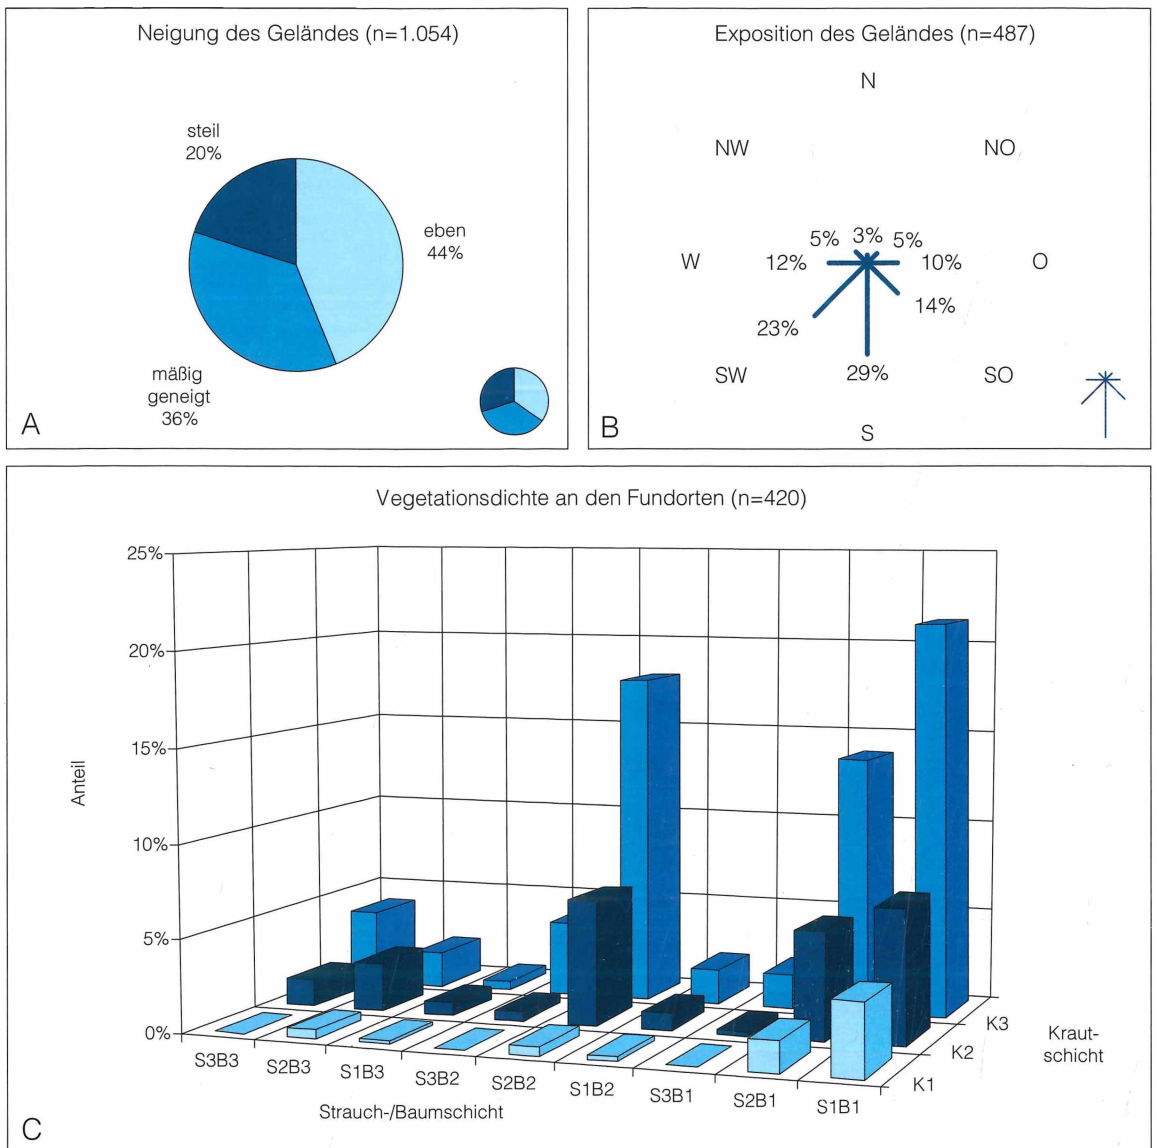 Neigung des Geländes (n=1.054)
steil
20%
eben
44%
mäßig
geneigt
36%
A
Exposition des Geländes (n=487)
N
NW
NO
5%
3%
5%
W
12%
10%
O
14%
23%
SW
29%
SO
B
S
Vegetationsdichte an den Fundorten (n=420)
25%
20%
15%
10%
5%
0%
Anteil
S3B3
S2B3
S1B3
S3B2
S2B2
S1B2
S3B1
S2B1
S1B1
K1
K2
K3
Kraut-
schicht
Strauch-/Baumschicht
C